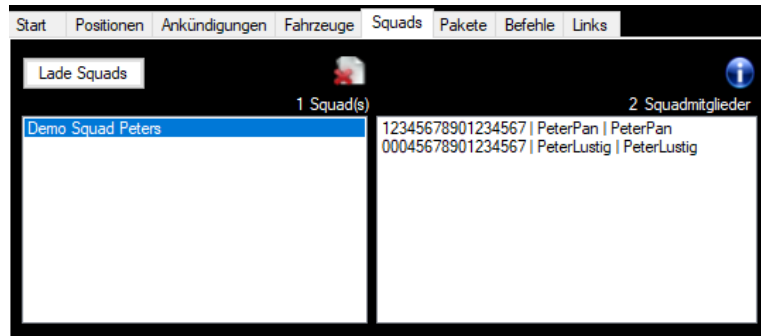 Start Positionen Ankündigungen Fahrzeuge Squads Pakete Befehle Links
Lade Squads
1 Squad(s) 2 Squadmitglieder
Demo Squad Peters
12345678901234567 | PeterPan | PeterPan
00045678901234567 | PeterLustig | PeterLustig